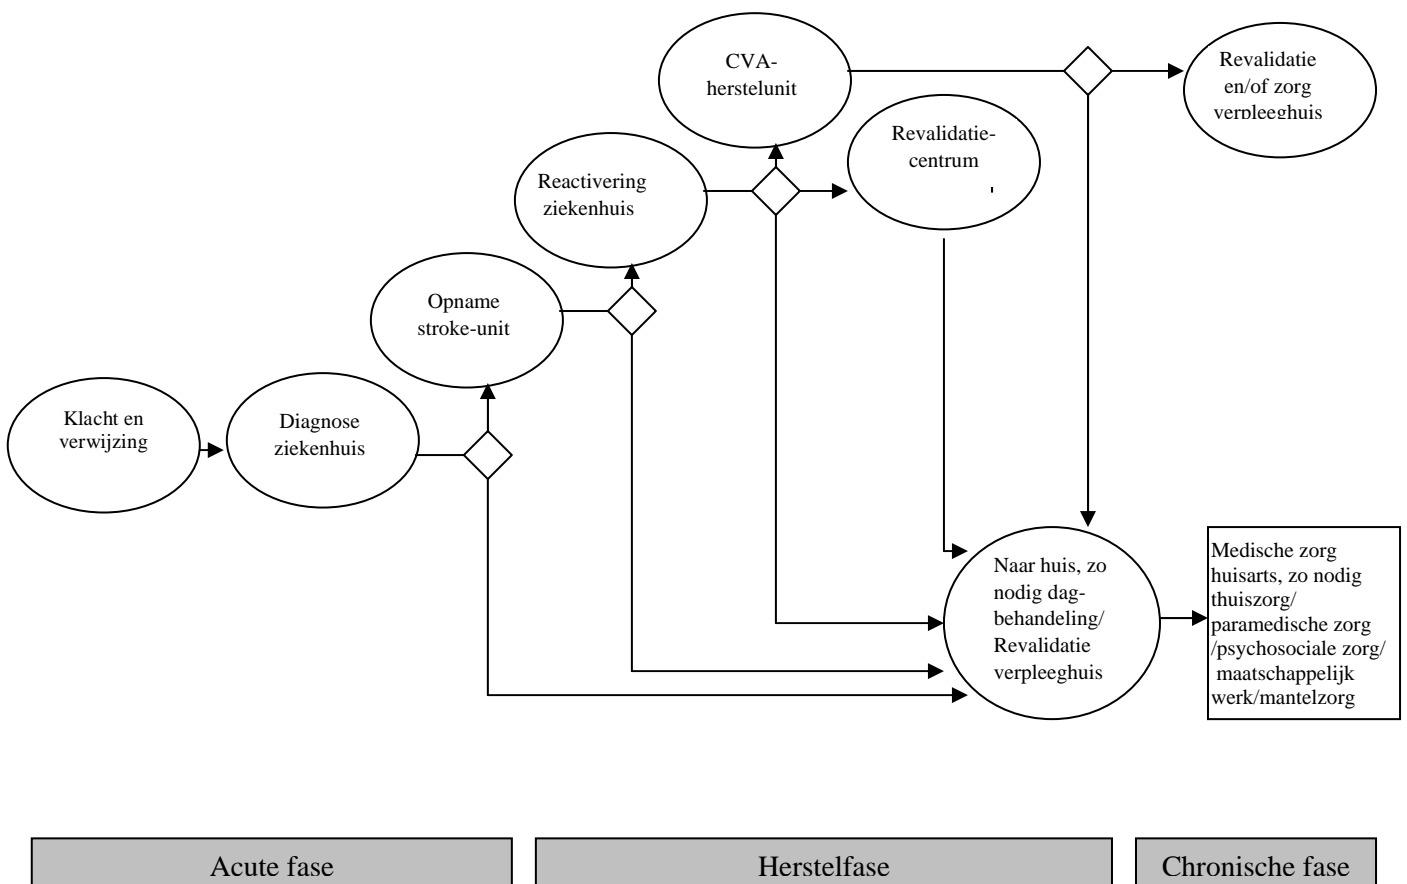 CVA-
herstelunit
Revalidatie
en/of zorg
verpleeghuis
Revalidatie-
centrum
Reactivering
ziekenhuis
Opname
stroke-unit
Klacht en
verwijzing
Diagnose
ziekenhuis
Naar huis, zo
nodig dag-
behandeling/
Revalidatie
verpleeghuis
Medische zorg
huisarts, zo nodig
thuiszorg/
paramedische zorg
/psychosociale zorg/
maatschappelijk
werk/mantelzorg
Acute fase
Herstelfase
Chronische fase